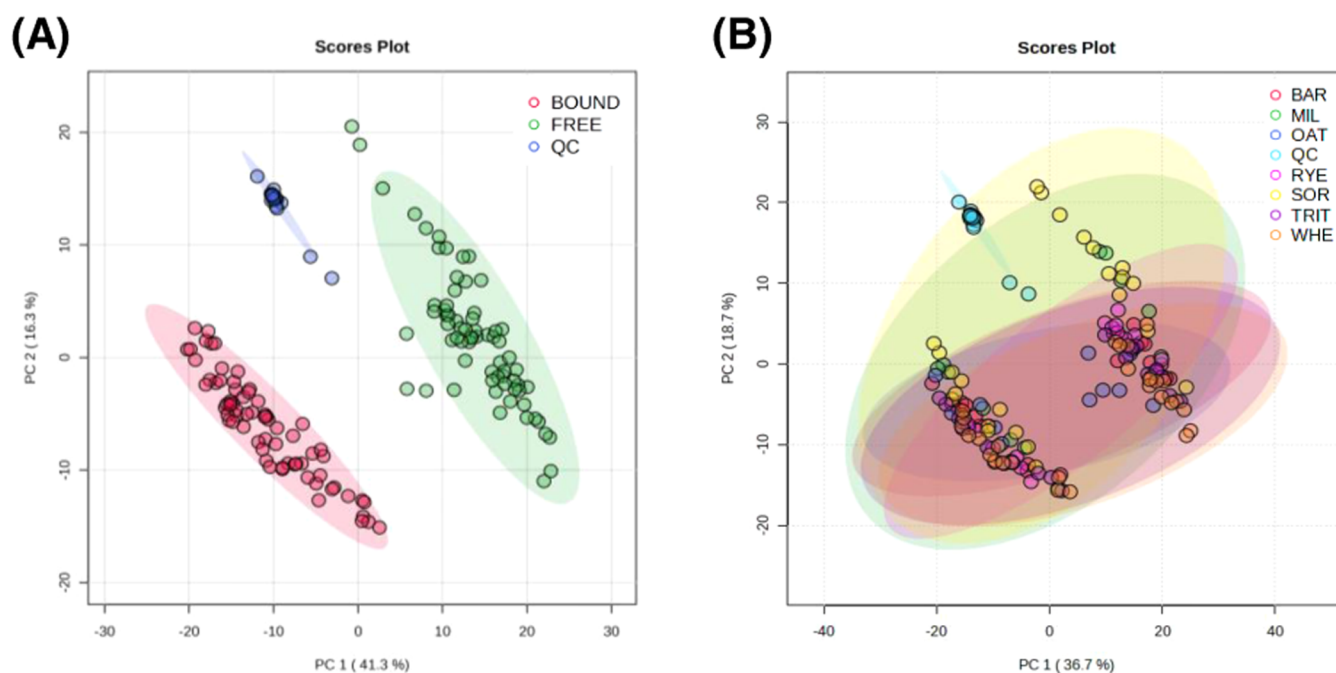 (A)
Scores Plot
BOUND
FREE
QC
20
10
0
-10
-20
PC 2 ( 16.3 %)
-30
-20
-10
0
10
20
30
PC 1 ( 41.3 %)
(B)
Scores Plot
BAR
MIL
OAT
QC
RYE
SOR
TRIT
WHE
30
20
10
0
-10
-20
PC 2 ( 18.7 %)
-40
-20
0
20
40
PC 1 ( 36.7 %)